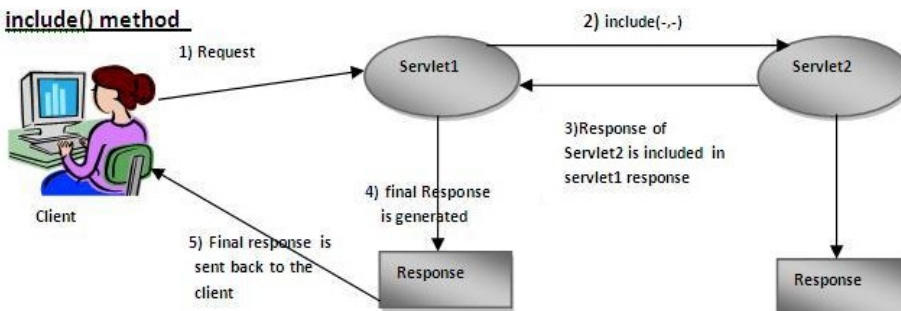 include() method
1) Request
Servlet1
2) include(-,-)
Servlet2
3)Response of
Servlet2 is included in
servlet1 response
Client
4) final Response
is generated
5) Final response is
sent back to the
client
Response
Response